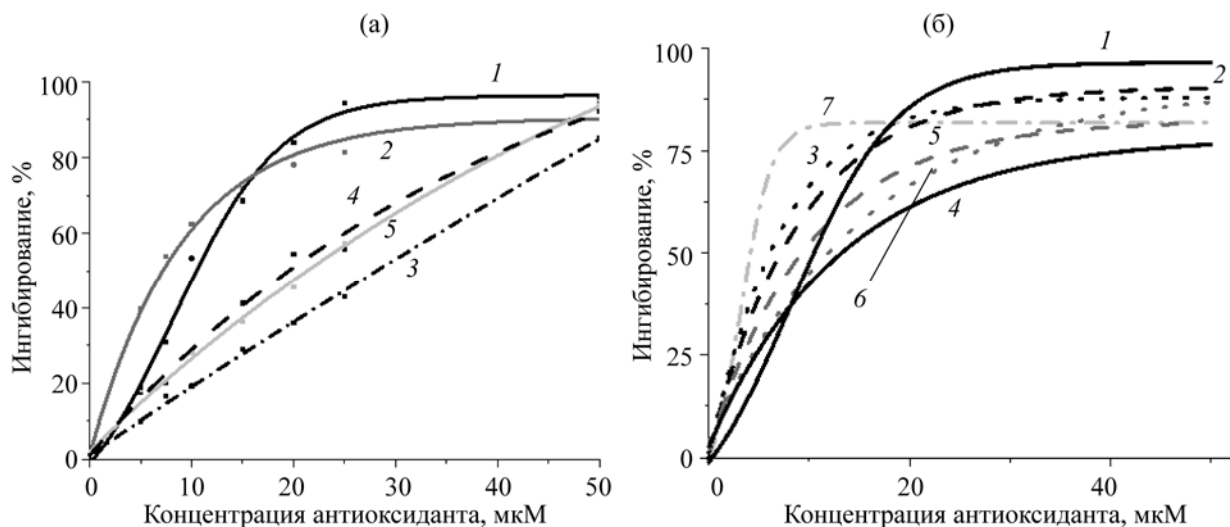 (а)
100
80
60
40
20
0
Ингибирование, %
1
2
4
5
3
0 10 20 30 40 50
Концентрация антиоксиданта, мкМ
(б)
100
75
50
25
0
Ингибирование, %
1
2
7
3
5
4
6
0 20 40
Концентрация антиоксиданта, мкМ